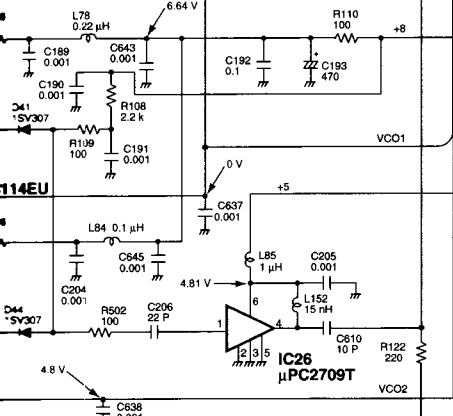 6.64 V
L78
0.22 µH
R110
100
+8
C189
0.001
C643
0.001
C192
0.1
+
C193
470
C190
0.001
R108
2.2 k
D41
1SV307
R109
100
C191
0.001
VCO1
0 V
114EU
+5
C637
0.001
L84 0.1 µH
C204
0.001
C645
0.001
L85
1 µH
C205
0.001
4.81 V
L152
15 nH
6
D44
1SV307
R502
100
C206
22 P
1
4
2 3 5
C610
10 P
IC26
µPC2709T
R122
220
4.8 V
VCO2
C638